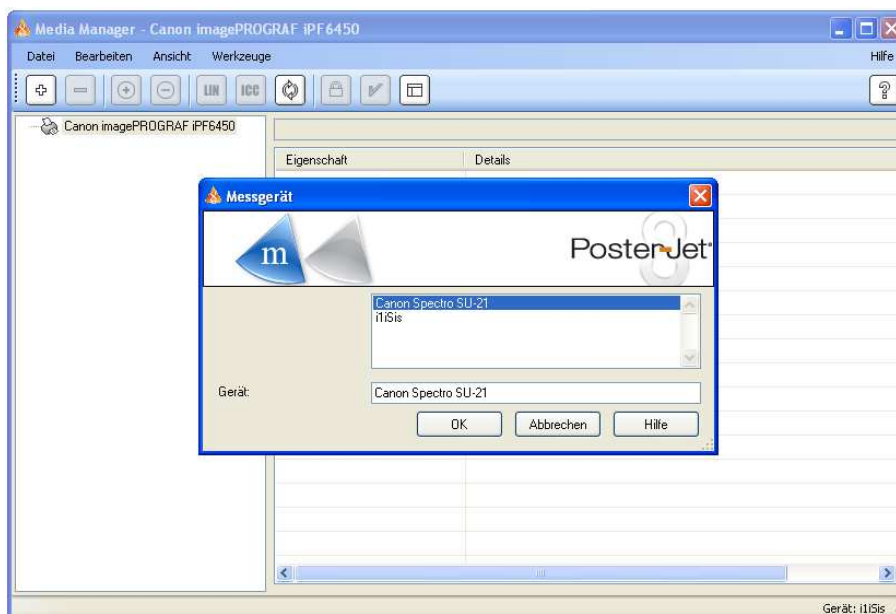 Media Manager - Canon imagePROGRAF iPF6450
Datei Bearbeiten Ansicht Werkzeuge Hilfe
LIN ICC
Canon imagePROGRAF iPF6450
Eigenschaft Details
Messgerät
m
PosterJet
8
Canon Spectro SU-21
i1iSis
Gerät: Canon Spectro SU-21
OK Abbrechen Hilfe
Gerät: i1iSis